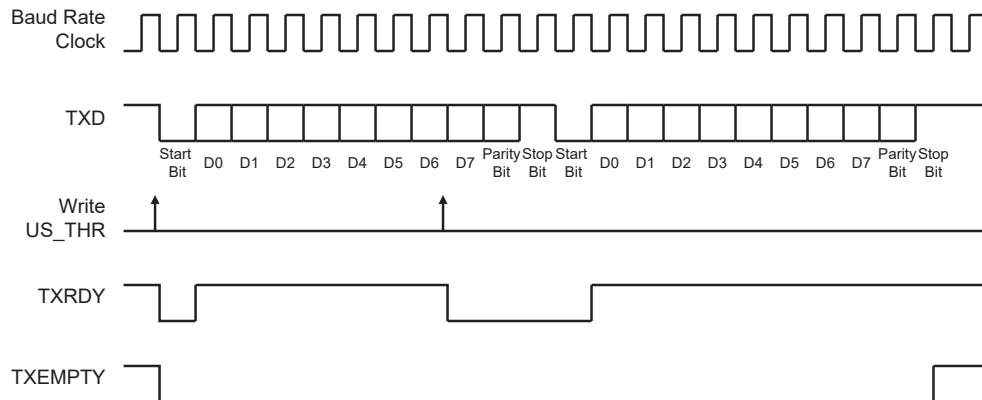 Baud Rate
Clock
TXD
Start
Bit
D0 D1 D2 D3 D4 D5 D6 D7
Parity
Bit
Stop
Bit
Start
Bit
D0 D1 D2 D3 D4 D5 D6 D7
Parity
Bit
Stop
Bit
Write
US_THR
TXRDY
TXEMPTY